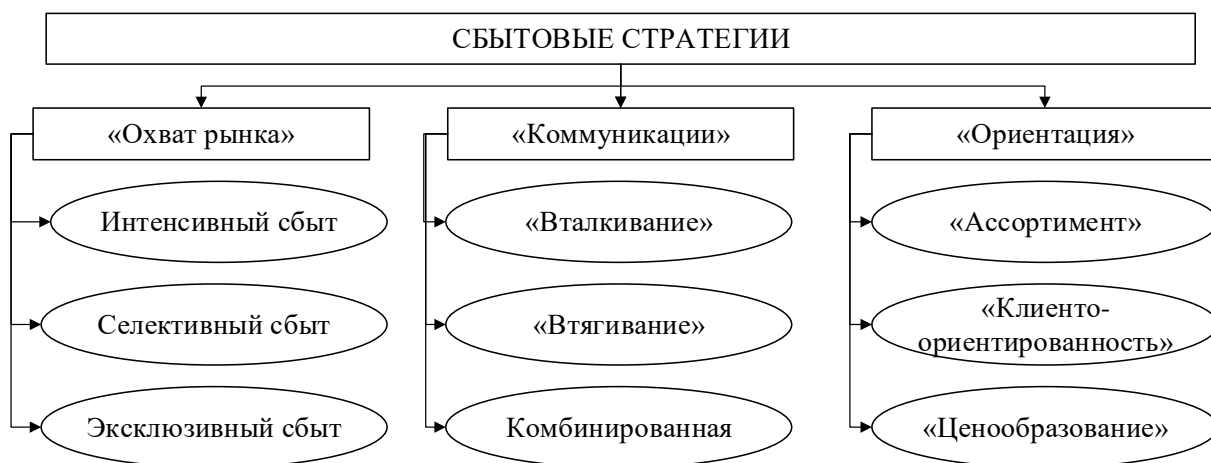 СБЫТОВЫЕ СТРАТЕГИИ
«Охват рынка»
Интенсивный сбыт
Селективный сбыт
Эксклюзивный сбыт
«Коммуникации»
«Вталкивание»
«Втягивание»
Комбинированная
«Ориентация»
«Ассортимент»
«Клиенто-
ориентированность»
«Ценообразование»